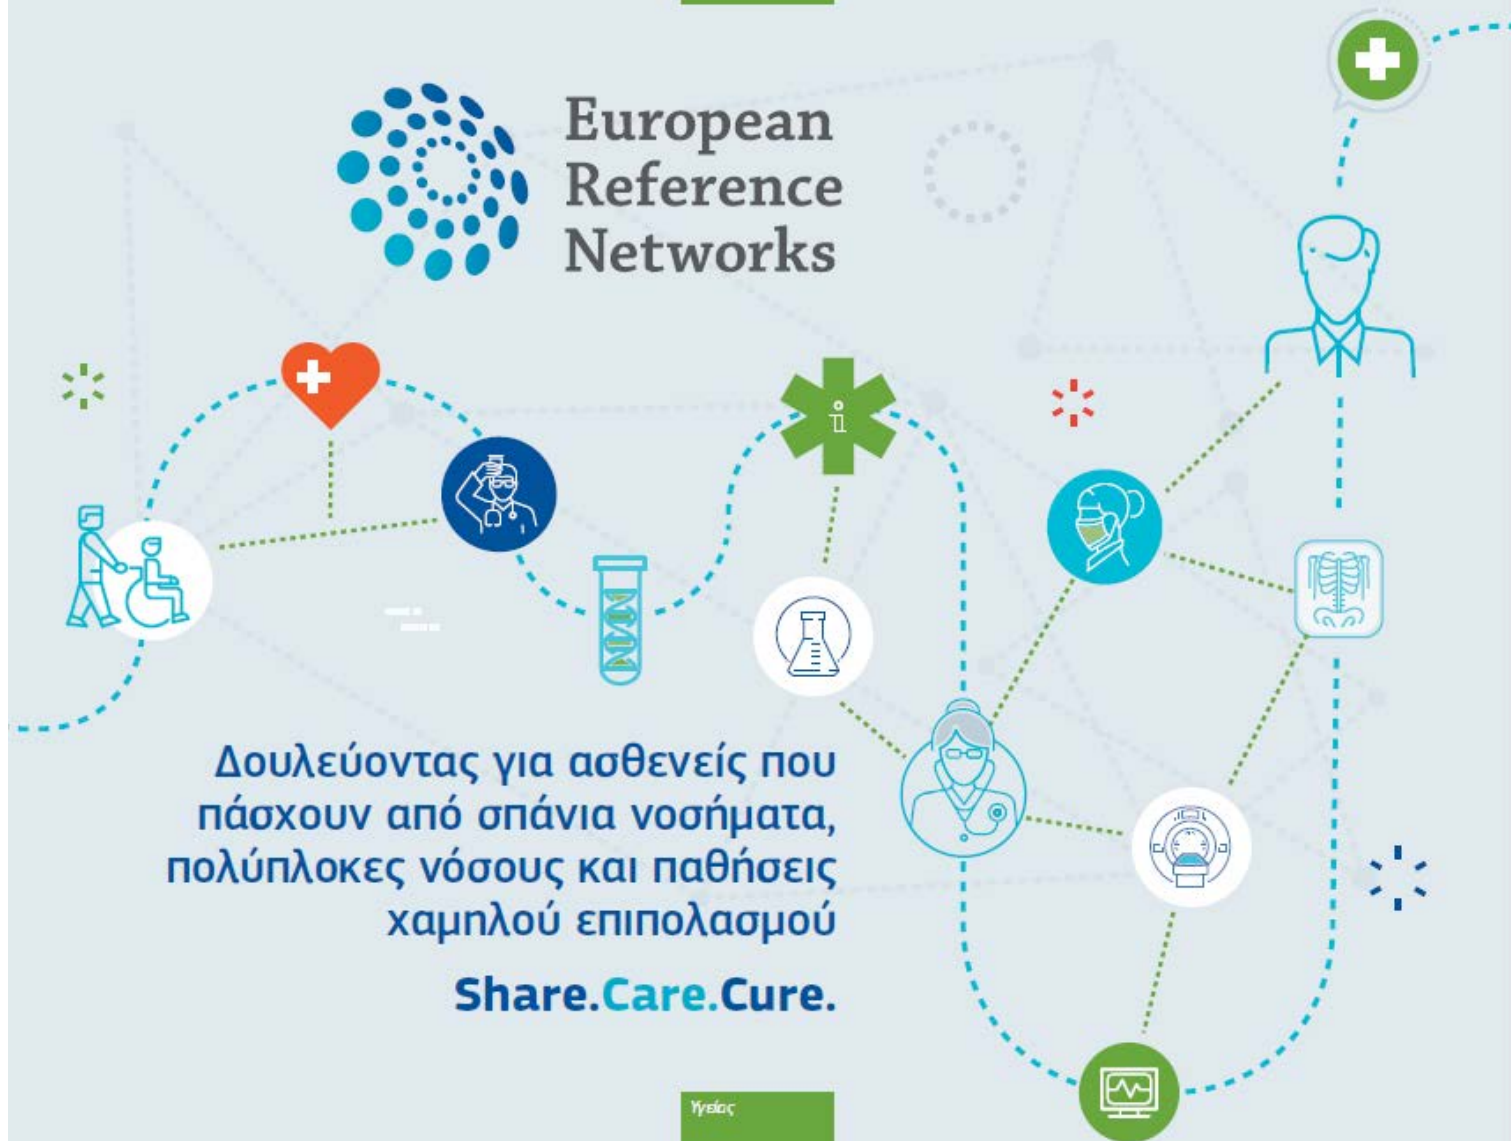 European
Reference
Networks
i
Δουλεύοντας για ασθενείς που
πάσχουν από σπάνια νοσήματα,
πολύπλοκες νόσους και παθήσεις
χαμηλού επιπολασμού
Share.Care.Cure.
Υγείας